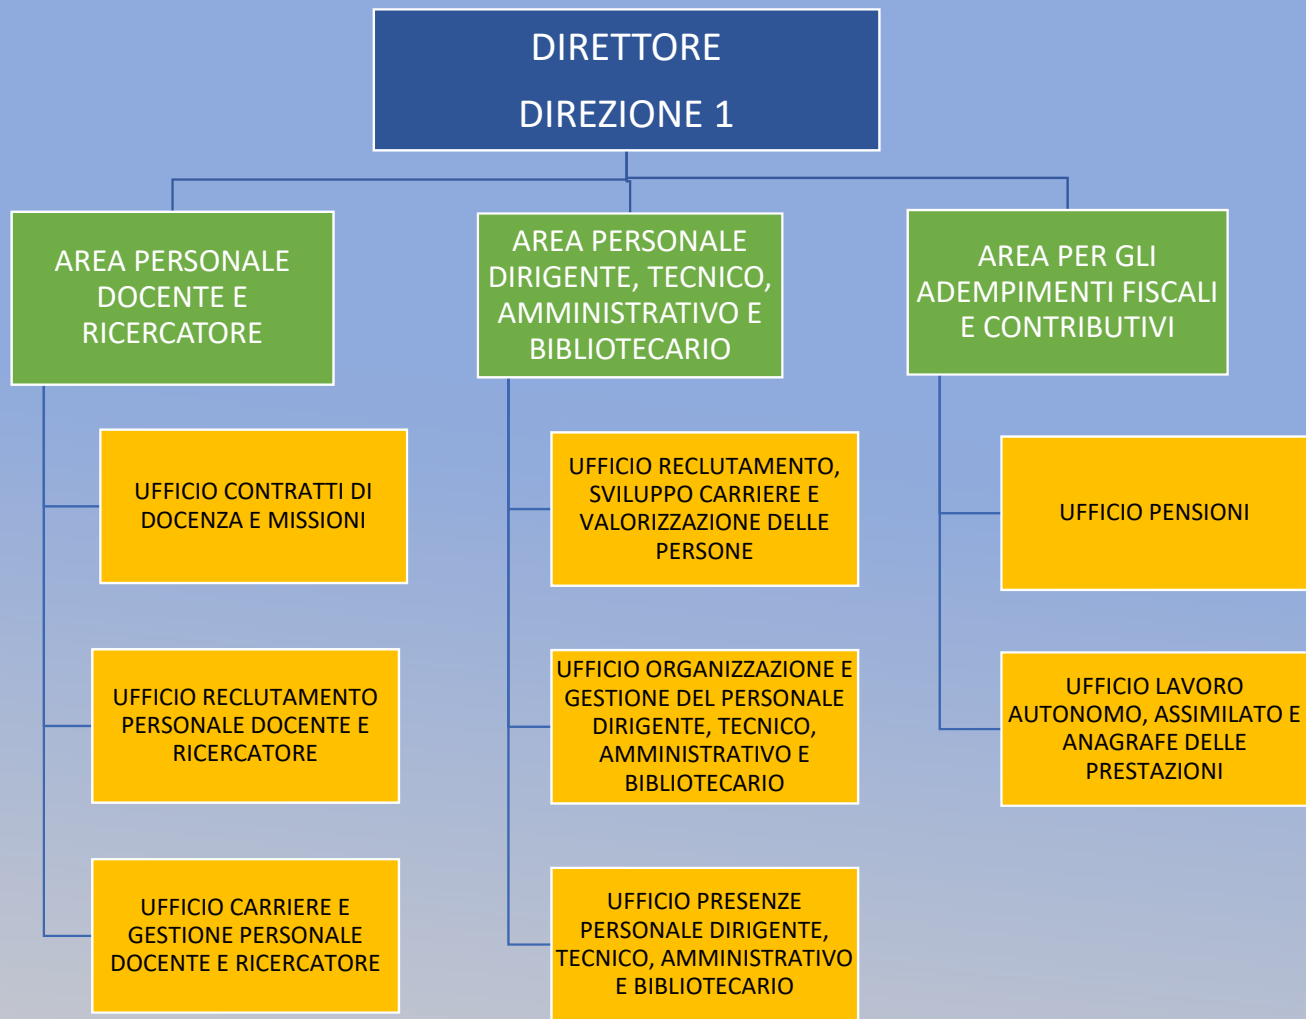 DIRETTORE
DIREZIONE 1
AREA PERSONALE
DOCENTE E
RICERCATORE
AREA PERSONALE
DIRIGENTE, TECNICO,
AMMINISTRATIVO E
BIBLIOTECARIO
AREA PER GLI
ADEMPIMENTI FISCALI
E CONTRIBUTIVI
UFFICIO CONTRATTI DI
DOCENZA E MISSIONI
UFFICIO RECLUTAMENTO
PERSONALE DOCENTE E
RICERCATORE
UFFICIO CARRIERE E
GESTIONE PERSONALE
DOCENTE E RICERCATORE
UFFICIO RECLUTAMENTO,
SVILUPPO CARRIERE E
VALORIZZAZIONE DELLE
PERSONE
UFFICIO ORGANIZZAZIONE E
GESTIONE DEL PERSONALE
DIRIGENTE, TECNICO,
AMMINISTRATIVO E
BIBLIOTECARIO
UFFICIO PRESENZE
PERSONALE DIRIGENTE,
TECNICO, AMMINISTRATIVO
E BIBLIOTECARIO
UFFICIO PENSIONI
UFFICIO LAVORO
AUTONOMO, ASSIMILATO E
ANAGRAFE DELLE
PRESTAZIONI